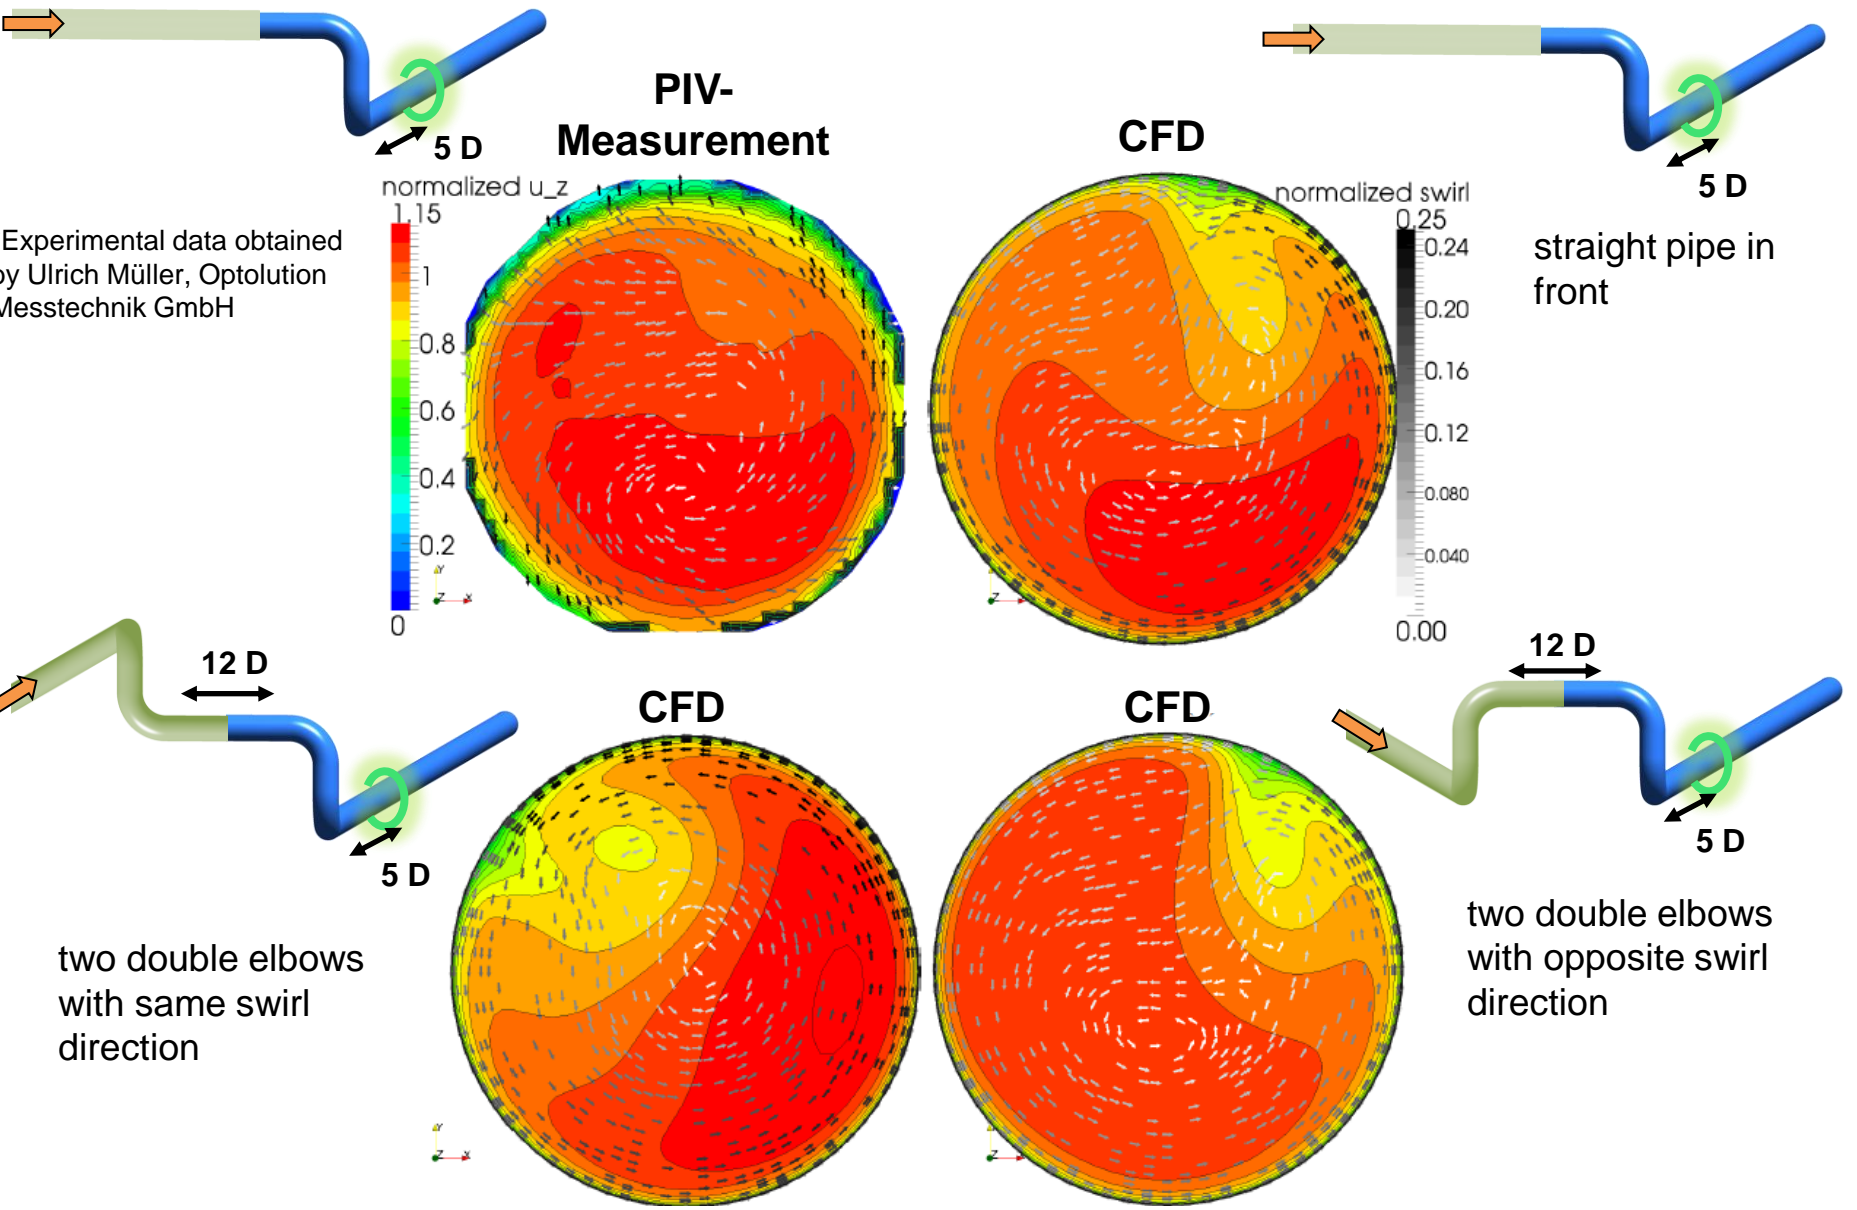 PIV-
Measurement
CFD
5 D
5 D
normalized u_z
1.15
1
0.8
0.6
0.4
0.2
0
normalized swirl
0.25
0.24
0.20
0.16
0.12
0.080
0.040
0.00
Experimental data obtained
by Ulrich Müller, Optolution
Messtechnik GmbH
straight pipe in
front
Y
Z
X
Z
12 D
CFD
CFD
12 D
5 D
5 D
two double elbows
with same swirl
direction
two double elbows
with opposite swirl
direction
Y
Z
X
Y
Z